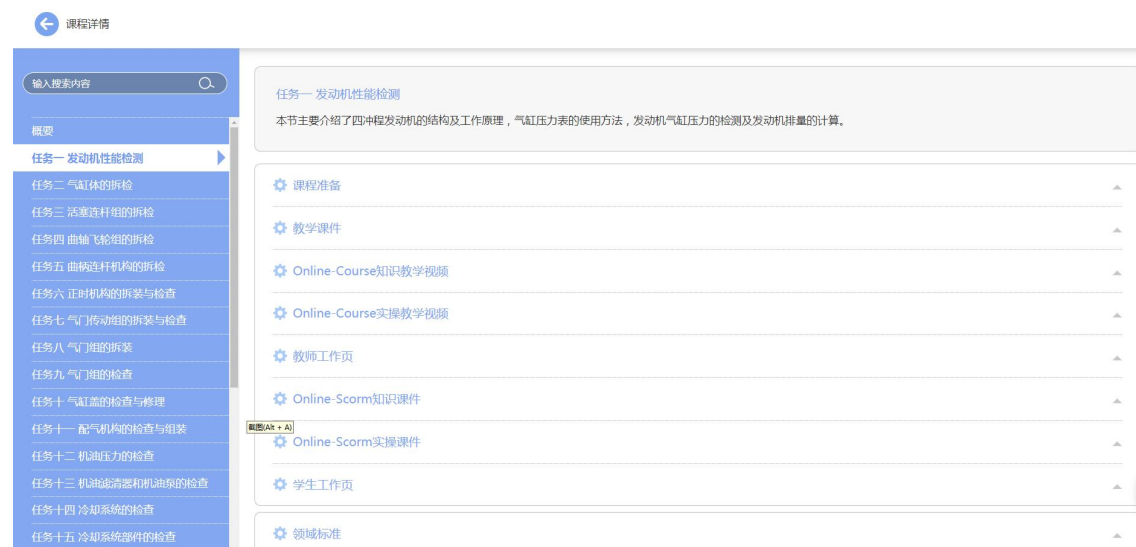 课程详情
输入搜索内容
概要
任务一 发动机性能检测
任务二 气缸体的拆检
任务三 活塞连杆组的拆检
任务四 曲轴飞轮组的拆检
任务五 曲柄连杆机构的拆检
任务六 正时机构的拆装与检查
任务七 气门传动组的拆装与检查
任务八 气门组的拆装
任务九 气门组的检查
任务十 气缸盖的检查与修理
任务十一 配气机构的检查与组装
任务十二 机油压力的检查
任务十三 机油滤清器和机油泵的检查
任务十四 冷却系统的检查
任务十五 冷却系统部件的检查
任务一 发动机性能检测
本节主要介绍了四冲程发动机的结构及工作原理，气缸压力表的使用方法，发动机气缸压力的检测及发动机排量的计算。
课程准备
教学课件
Online-Course知识教学视频
Online-Course实操教学视频
教师工作页
Online-Scorm知识课件
截图(Alt + A)
Online-Scorm实操课件
学生工作页
领域标准